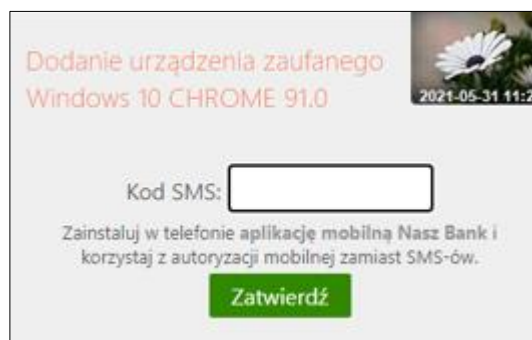 Dodanie urządzenia zaufanego
Windows 10 CHROME 91.0
2021-05-31 11:2
Kod SMS:
Zainstaluj w telefonie aplikację mobilną Nasz Bank i
korzystaj z autoryzacji mobilnej zamiast SMS-ów.
Zatwierdź